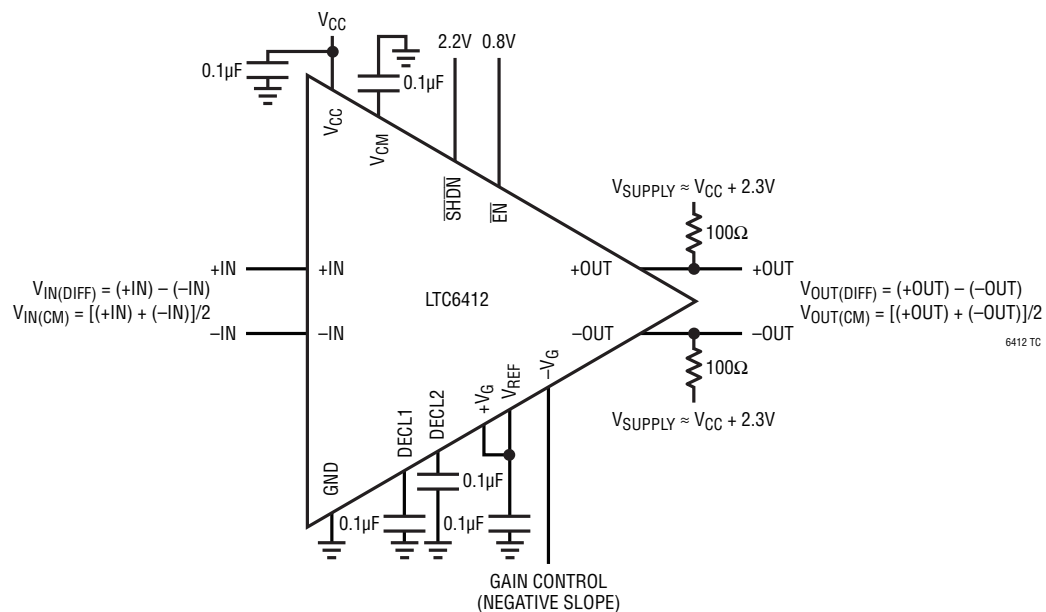 VCC
2.2V 0.8V
0.1µF
0.1µF
VCC
VCM
SHDN
EN
VSUPPLY ≈ VCC + 2.3V
100Ω
+IN +IN
+OUT +OUT
VIN(DIFF) = (+IN) – (–IN)
VIN(CM) = [(+IN) + (–IN)]/2
LTC6412
VOUT(DIFF) = (+OUT) – (–OUT)
VOUT(CM) = [(+OUT) + (–OUT)]/2
–IN –IN
–OUT –OUT
6412 TC
100Ω
VSUPPLY ≈ VCC + 2.3V
GND
DECL1
DECL2
+VG
VREF
–VG
0.1µF
0.1µF
0.1µF
GAIN CONTROL
(NEGATIVE SLOPE)